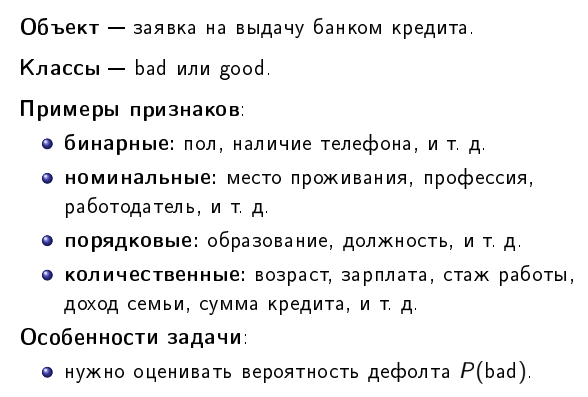 Объект — заявка на выдачу банком кредита.
Классы — bad или good.
Примеры признаков:
бинарные: пол, наличие телефона, и т. д.
номинальные: место проживания, профессия,
работодатель, и т. д.
порядковые: образование, должность, и т. д.
количественные: возраст, зарплата, стаж работы,
доход семьи, сумма кредита, и т. д.
Особенности задачи:
нужно оценивать вероятность дефолта P(bad).